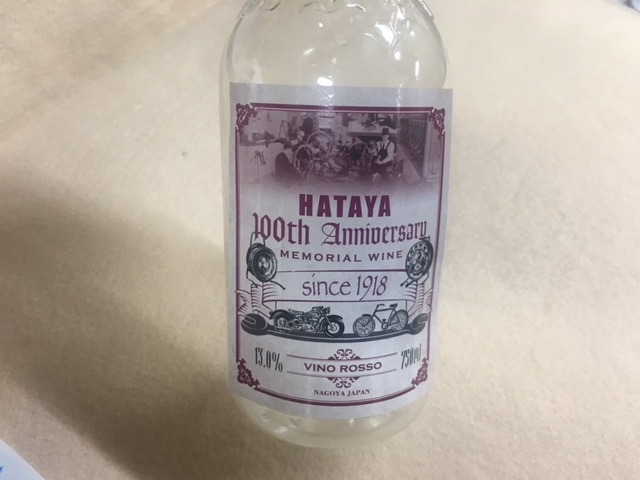 HATAYA
100th Anniversary
MEMORIAL WINE
since 1918
13.0% VINO ROSSO 750ml
NAGOYA JAPAN